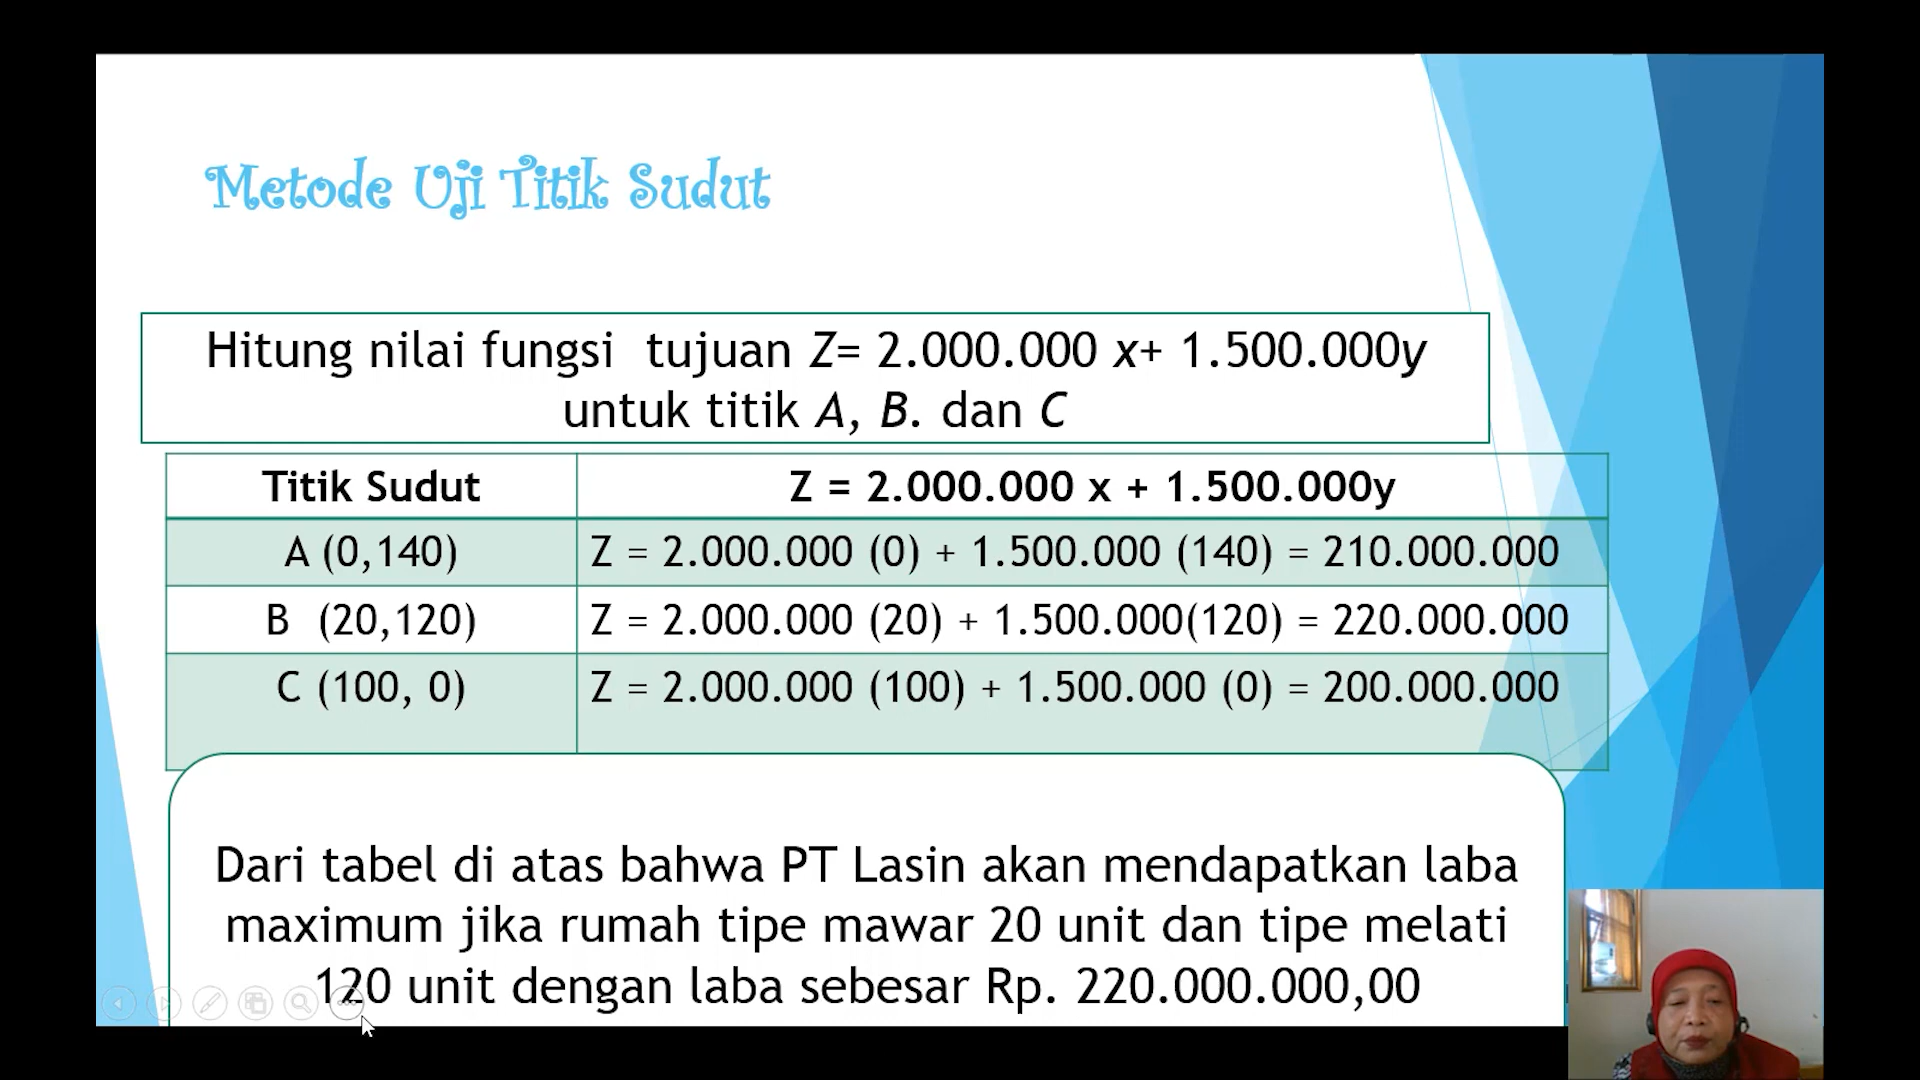 Metode Uji Titik Sudut
Hitung nilai fungsi tujuan Z= 2.000.000 x+ 1.500.000y
untuk titik A, B. dan C
Titik Sudut Z = 2.000.000 x + 1.500.000y
A (0,140) Z = 2.000.000 (0) + 1.500.000 (140) = 210.000.000
B (20,120) Z = 2.000.000 (20) + 1.500.000(120) = 220.000.000
C (100, 0) Z = 2.000.000 (100) + 1.500.000 (0) = 200.000.000
Dari tabel di atas bahwa PT Lasin akan mendapatkan laba
maximum jika rumah tipe mawar 20 unit dan tipe melati
120 unit dengan laba sebesar Rp. 220.000.000,00